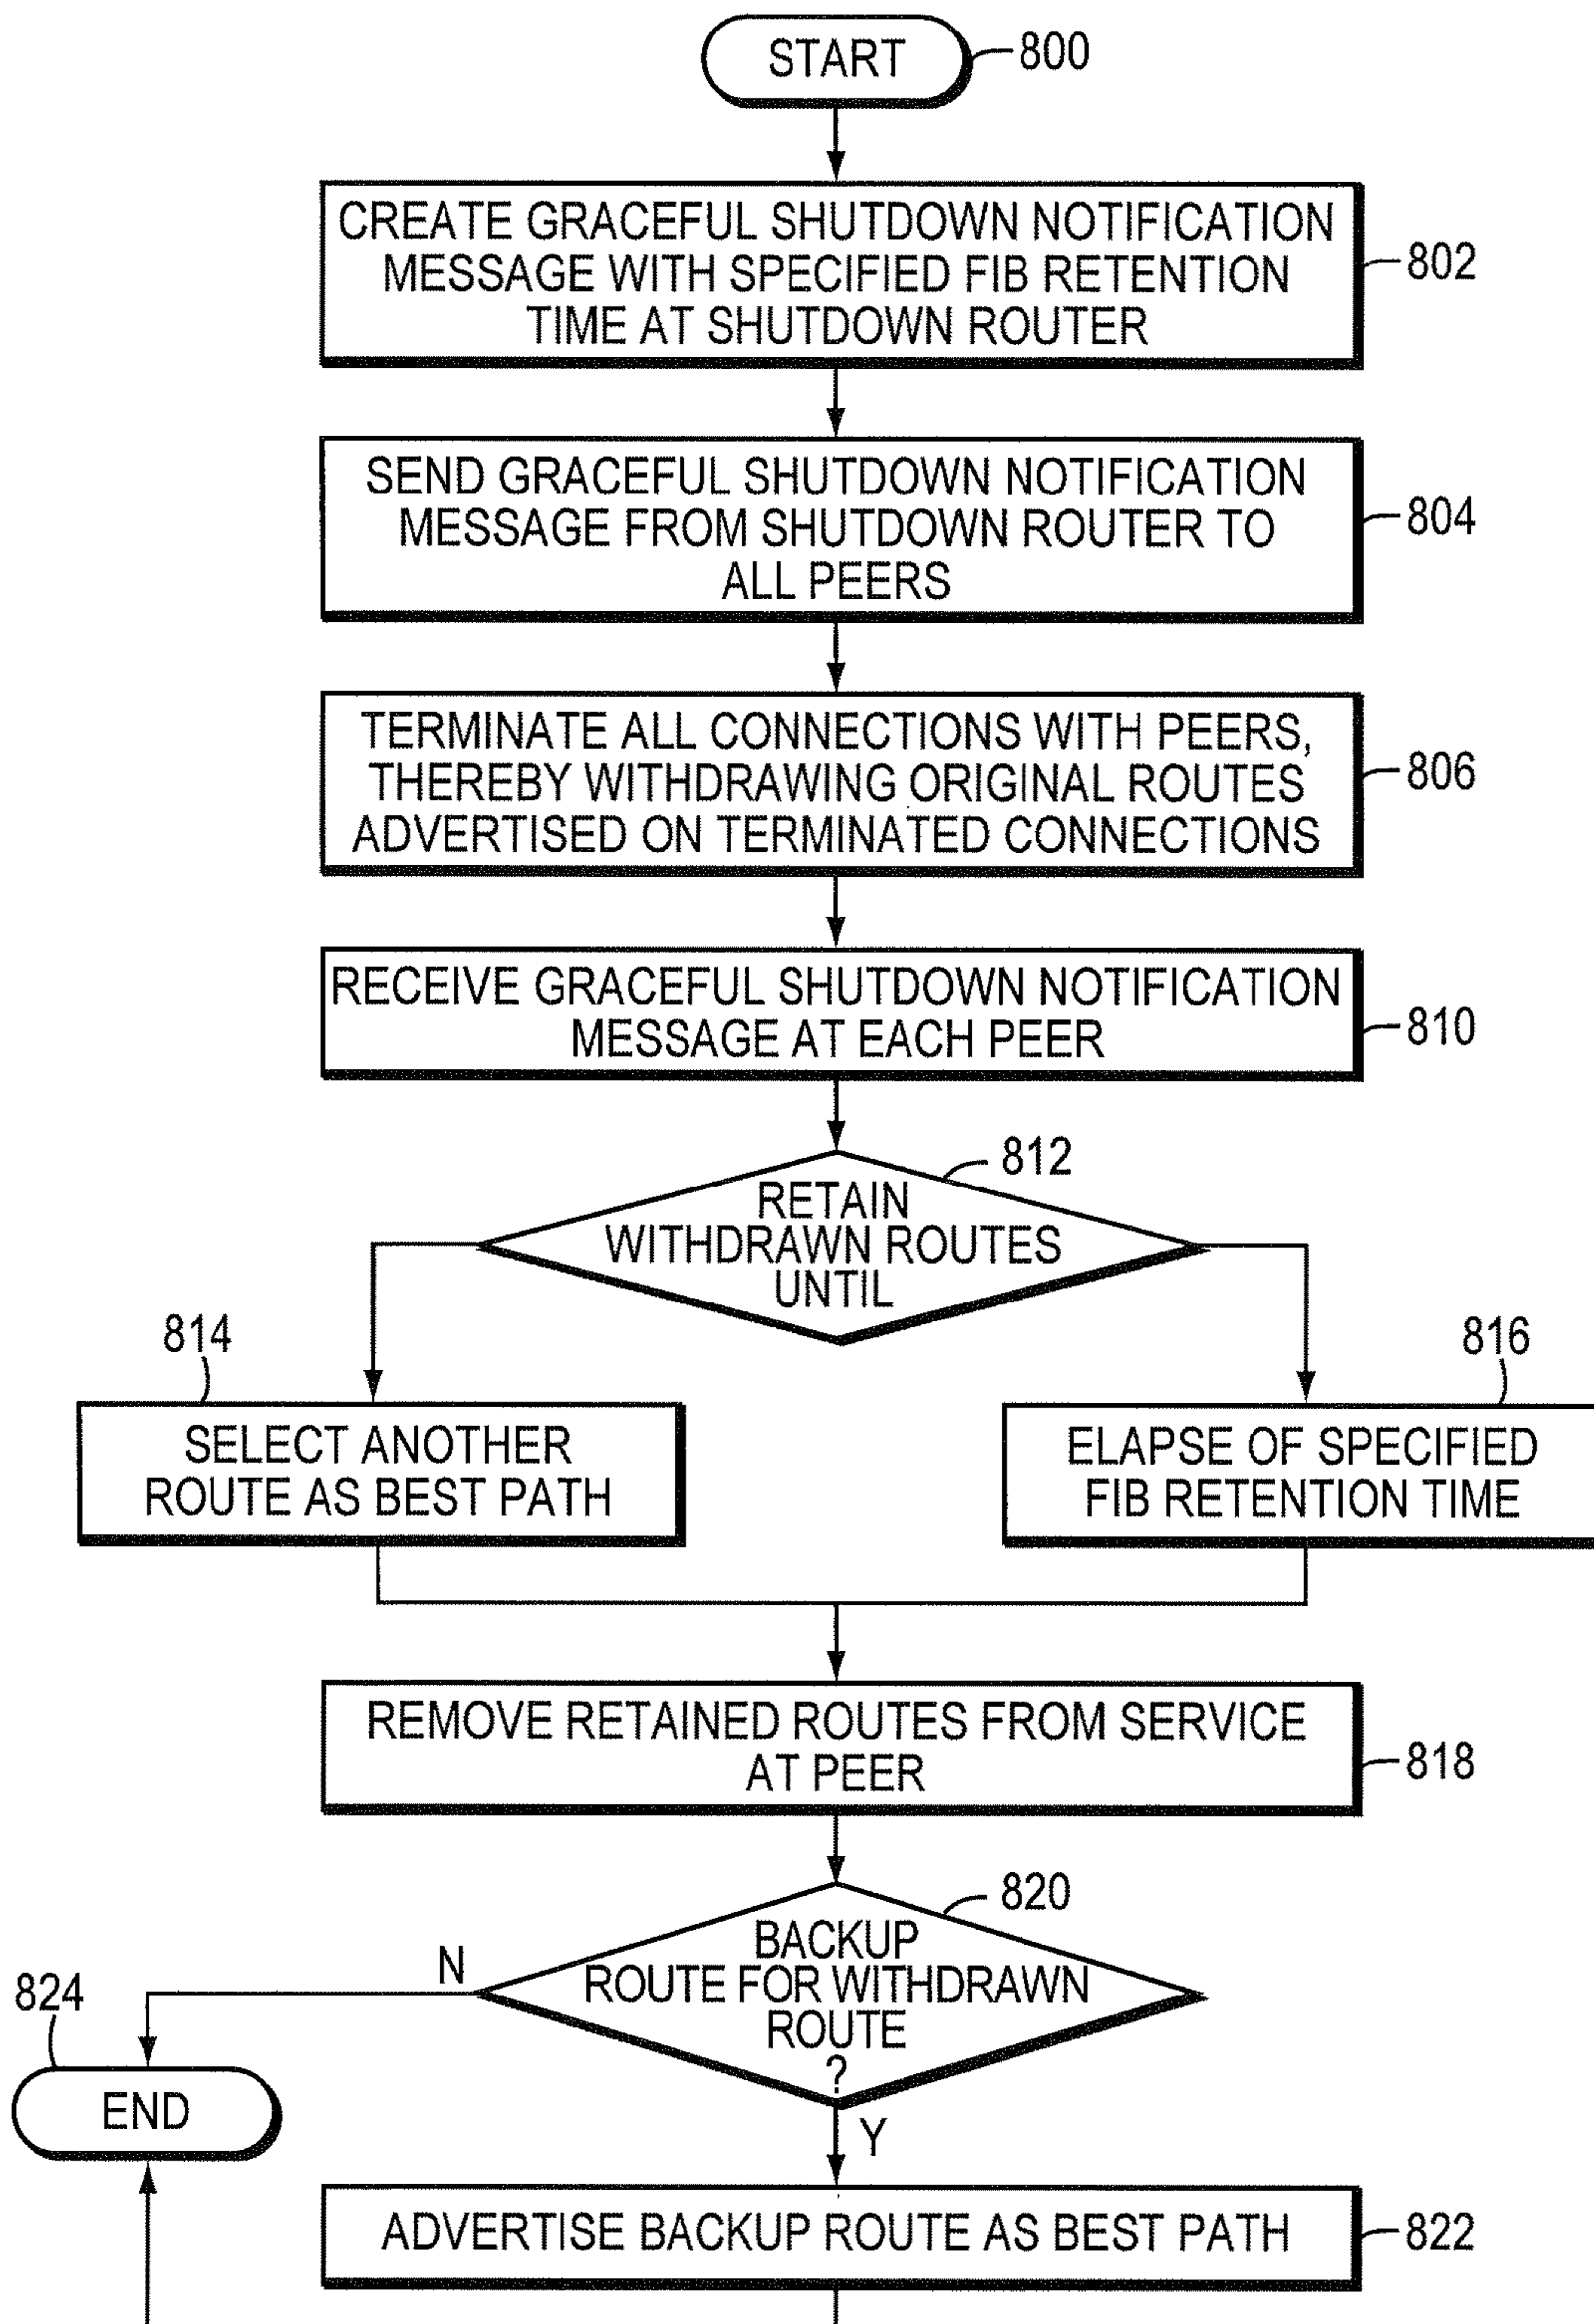 START
800
CREATE GRACEFUL SHUTDOWN NOTIFICATION
MESSAGE WITH SPECIFIED FIB RETENTION
TIME AT SHUTDOWN ROUTER
802
SEND GRACEFUL SHUTDOWN NOTIFICATION
MESSAGE FROM SHUTDOWN ROUTER TO
ALL PEERS
804
TERMINATE ALL CONNECTIONS WITH PEERS,
THEREBY WITHDRAWING ORIGINAL ROUTES
ADVERTISED ON TERMINATED CONNECTIONS
806
RECEIVE GRACEFUL SHUTDOWN NOTIFICATION
MESSAGE AT EACH PEER
810
812
RETAIN
WITHDRAWN ROUTES
UNTIL
814
SELECT ANOTHER
ROUTE AS BEST PATH
816
ELAPSE OF SPECIFIED
FIB RETENTION TIME
REMOVE RETAINED ROUTES FROM SERVICE
AT PEER
818
820
BACKUP
ROUTE FOR WITHDRAWN
ROUTE
?
N
824
END
Y
ADVERTISE BACKUP ROUTE AS BEST PATH
822